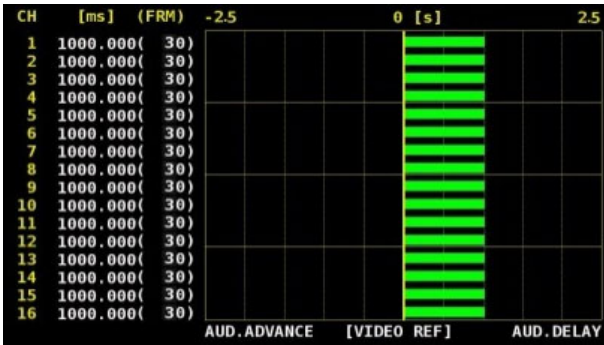 CH [ms] (FRM) -2.5 0 [s] 2.5
1 1000.000( 30)
2 1000.000( 30)
3 1000.000( 30)
4 1000.000( 30)
5 1000.000( 30)
6 1000.000( 30)
7 1000.000( 30)
8 1000.000( 30)
9 1000.000( 30)
10 1000.000( 30)
11 1000.000( 30)
12 1000.000( 30)
13 1000.000( 30)
14 1000.000( 30)
15 1000.000( 30)
16 1000.000( 30)
AUD.ADVANCE [VIDEO REF] AUD.DELAY